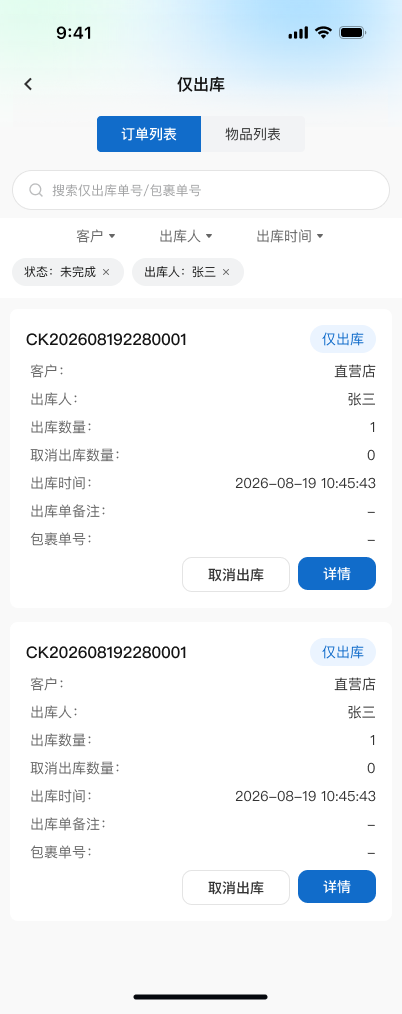 9:41
仅出库
订单列表 物品列表
搜索仅出库单号/包裹单号
客户 出库人 出库时间
状态：未完成 × 出库人：张三 ×
CK202608192280001 仅出库
客户： 直营店
出库人： 张三
出库数量： 1
取消出库数量： 0
出库时间： 2026-08-19 10:45:43
出库单备注： –
包裹单号： –
取消出库 详情
CK202608192280001 仅出库
客户： 直营店
出库人： 张三
出库数量： 1
取消出库数量： 0
出库时间： 2026-08-19 10:45:43
出库单备注： –
包裹单号： –
取消出库 详情